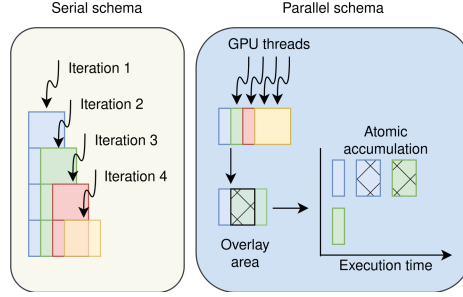 Serial schema
Iteration 1
Iteration 2
Iteration 3
Iteration 4
Parallel schema
GPU threads
Overlay
area
Atomic
accumulation
Execution time